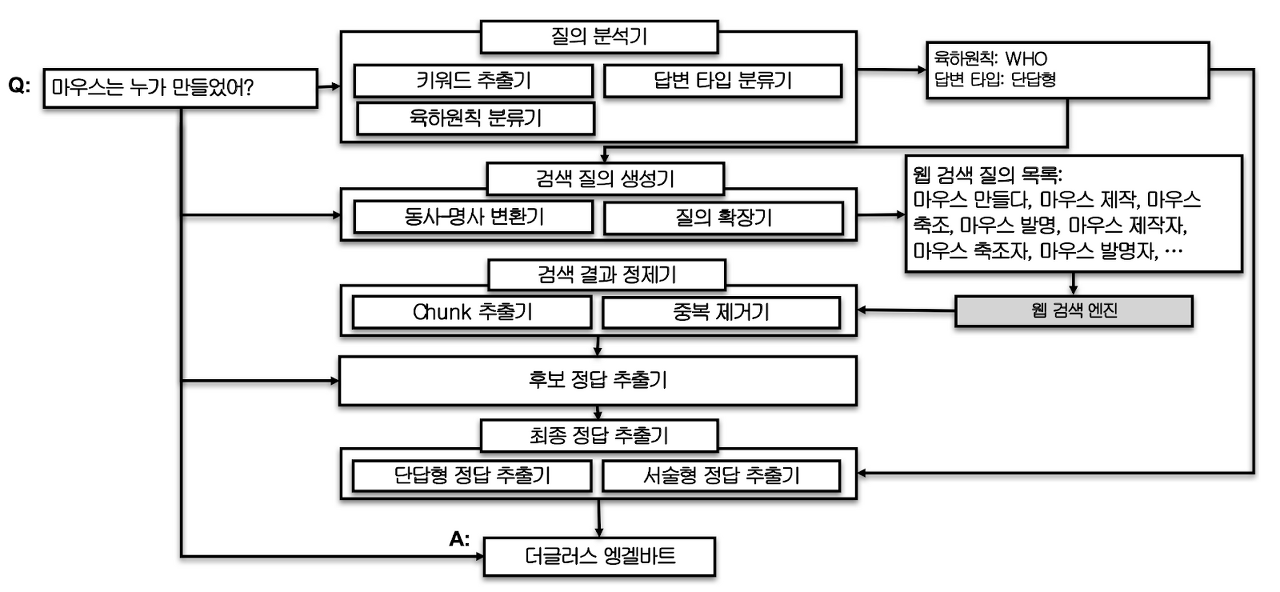 Q:
마우스는 누가 만들었어?
질의 분석기
키워드 추출기
답변 타입 분류기
육하원칙 분류기
육하원칙: WHO
답변 타입: 단답형
검색 질의 생성기
동사-명사 변환기
질의 확장기
웹 검색 질의 목록:
마우스 만들다, 마우스 제작, 마우스
축조, 마우스 발명, 마우스 제작자,
마우스 축조자, 마우스 발명자, …
웹 검색 엔진
검색 결과 정제기
Chunk 추출기
중복 제거기
후보 정답 추출기
최종 정답 추출기
단답형 정답 추출기
서술형 정답 추출기
A:
더글러스 엥겔바트